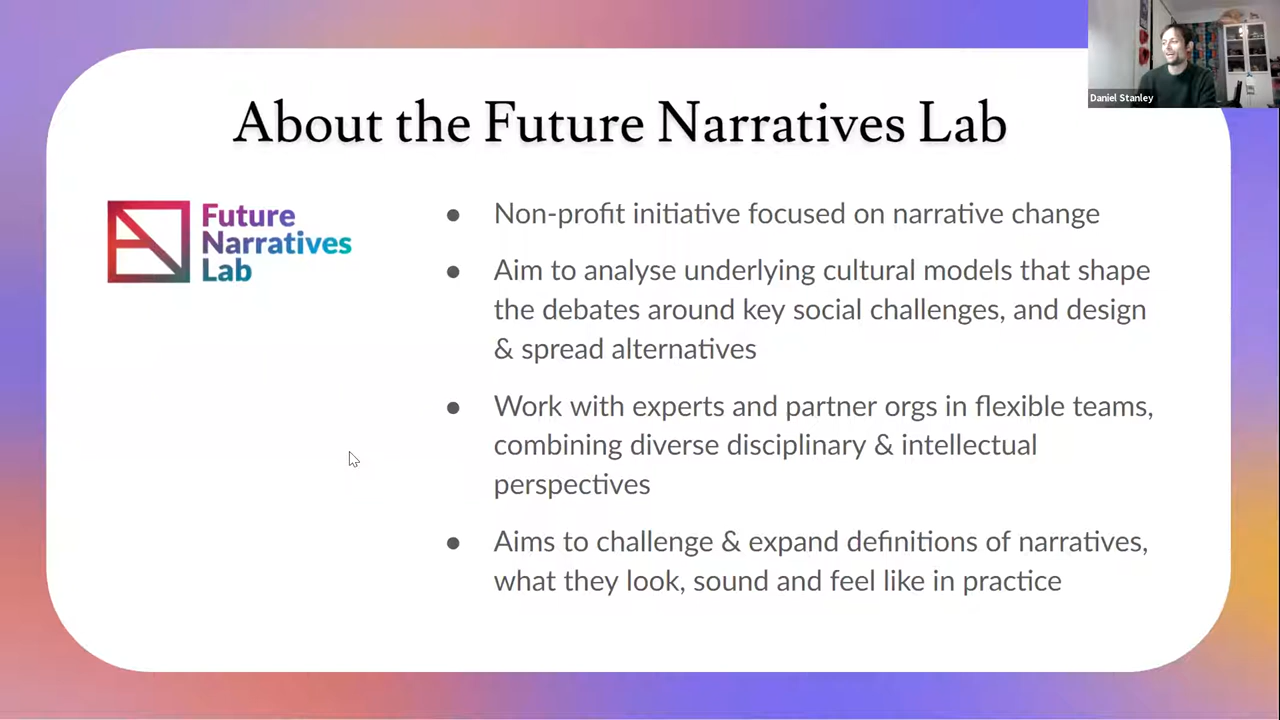 Daniel Stanley
About the Future Narratives Lab
Future
Narratives
Lab
● Non-profit initiative focused on narrative change
● Aim to analyse underlying cultural models that shape
the debates around key social challenges, and design
& spread alternatives
● Work with experts and partner orgs in flexible teams,
combining diverse disciplinary & intellectual
perspectives
● Aims to challenge & expand definitions of narratives,
what they look, sound and feel like in practice